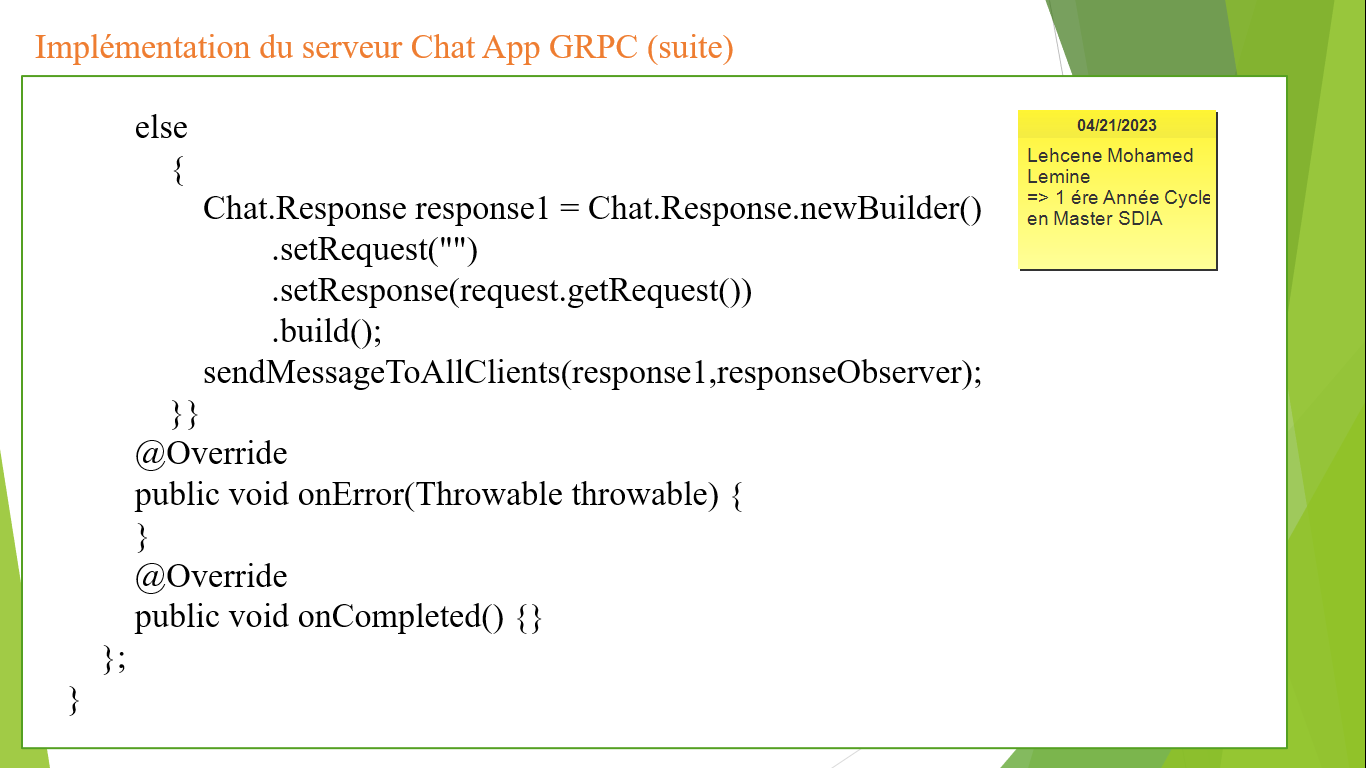 Implémentation du serveur Chat App GRPC (suite)
else
{
Chat.Response response1 = Chat.Response.newBuilder()
.setRequest("")
.setResponse(request.getRequest())
.build();
sendMessageToAllClients(response1,responseObserver);
}}
@Override
public void onError(Throwable throwable) {
}
@Override
public void onCompleted() {}
};
}
04/21/2023
Lehcene Mohamed
Lemine
=> 1 ére Année Cycle
en Master SDIA